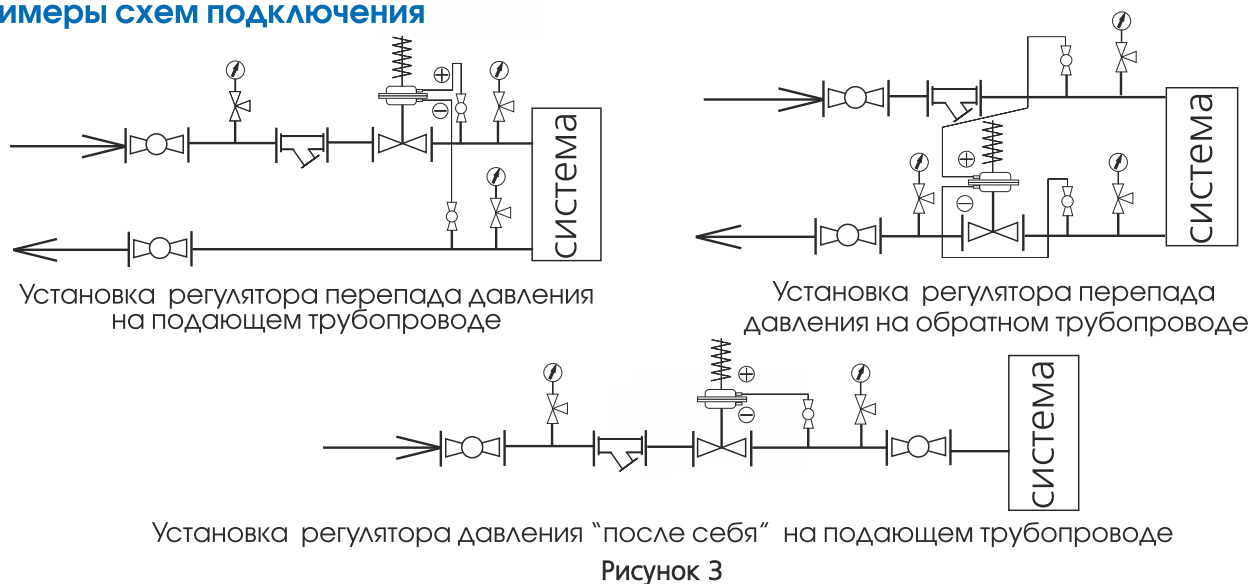 имеры схем подключения
система
Установка регулятора перепада давления
на подающем трубопроводе
система
Установка регулятора перепада
давления на обратном трубопроводе
система
Установка регулятора давления “после себя” на подающем трубопроводе
Рисунок 3